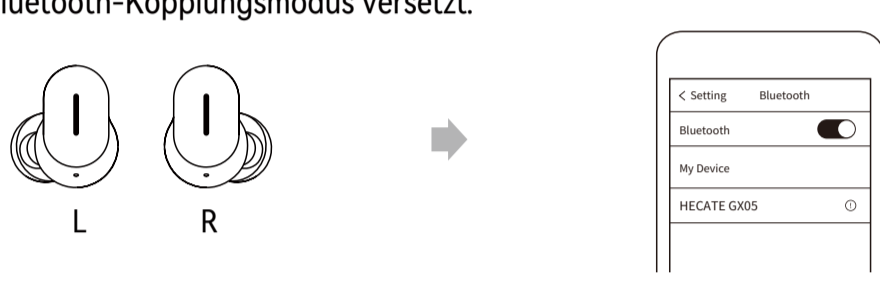 Bluetooth-Kopplungsmodus versetzt.
L
R
< Setting Bluetooth
Bluetooth
My Device
HECATE GX05